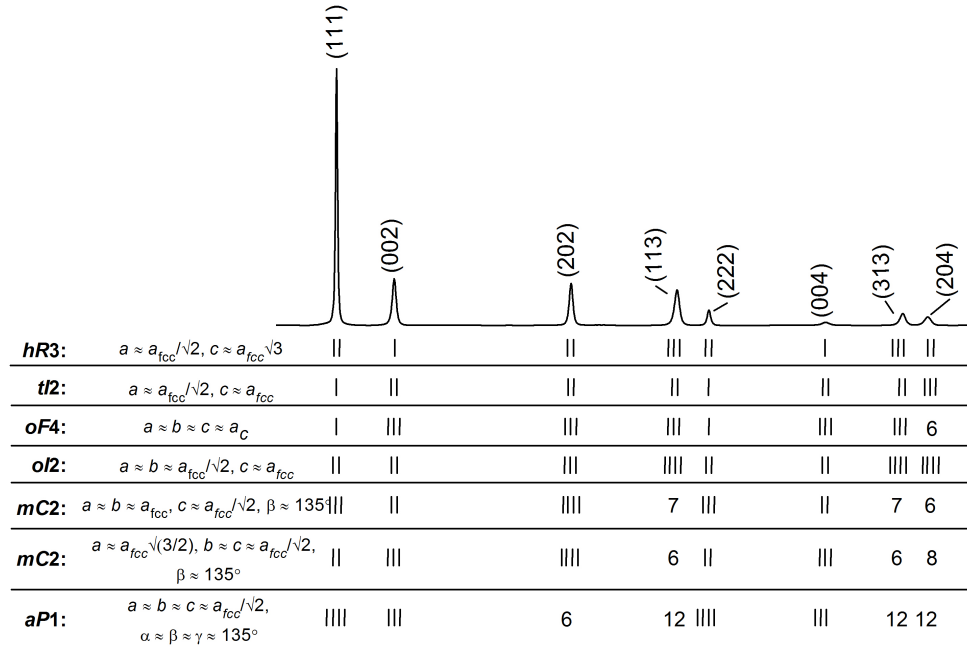 (111)
(002)
(202)
(113)
(222)
(004)
(313)
(204)
hR3: a ≈ a_fcc/√2, c ≈ a_fcc√3 || | || ||| || | ||| ||
tI2: a ≈ a_fcc/√2, c ≈ a_fcc | || || || | || || |||
oF4: a ≈ b ≈ c ≈ a_c | ||| ||| ||| | ||| ||| 6
oI2: a ≈ b ≈ a_fcc/√2, c ≈ a_fcc || || ||| |||| || || |||| ||||
mC2: a ≈ b ≈ a_fcc, c ≈ a_fcc/√2, β ≈ 135° ||| || |||| 7 ||| || 7 6
a ≈ a_fcc√(3/2), b ≈ c ≈ a_fcc/√2,
mC2: || ||| |||| 6 || ||| 6 8
β ≈ 135°
a ≈ b ≈ c ≈ a_fcc/√2,
aP1: |||| ||| 6 12 |||| ||| 12 12
α ≈ β ≈ γ ≈ 135°